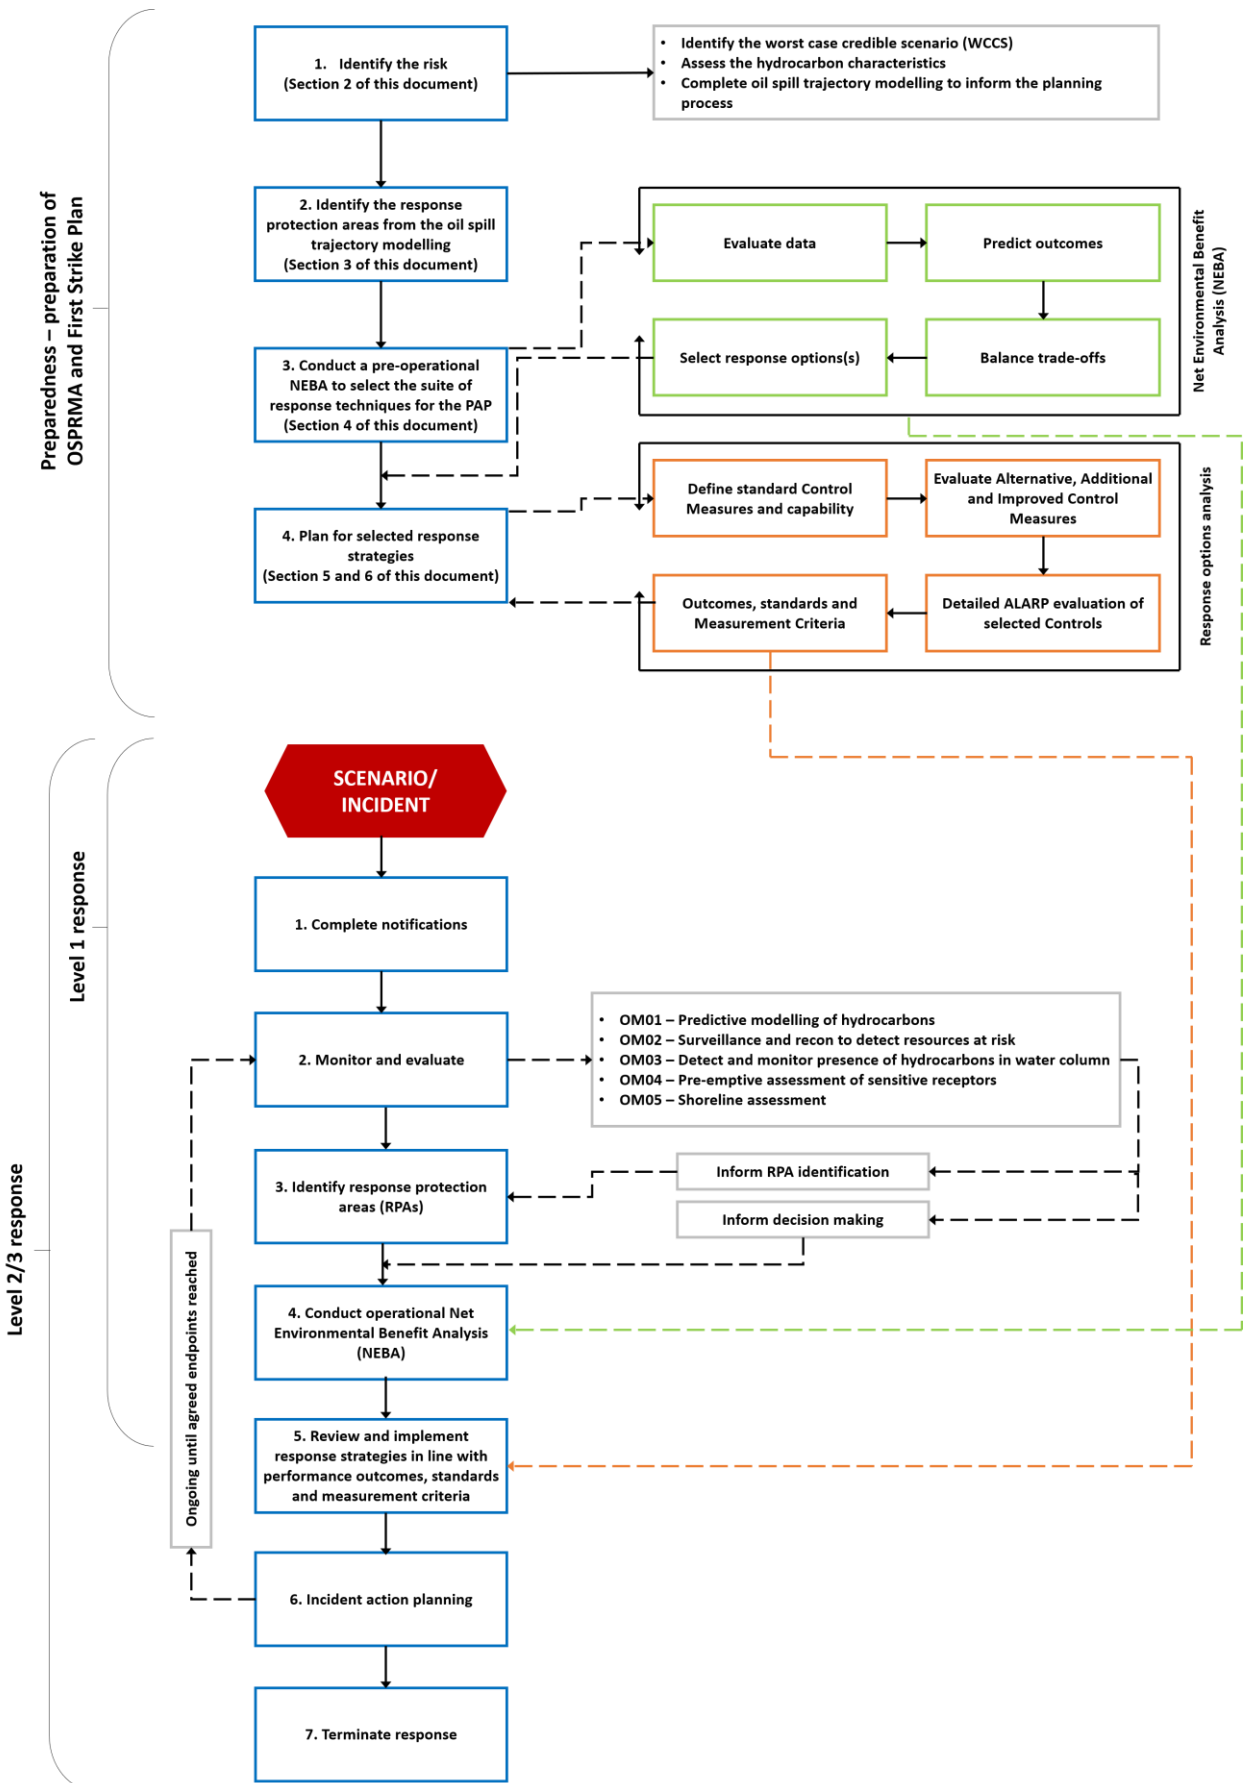 Preparedness – preparation of
OSPRMA and First Strike Plan
1. Identify the risk
(Section 2 of this document)
• Identify the worst case credible scenario (WCCS)
• Assess the hydrocarbon characteristics
• Complete oil spill trajectory modelling to inform the planning
process
2. Identify the response
protection areas from the oil spill
trajectory modelling
(Section 3 of this document)
Evaluate data
Predict outcomes
Select response options(s)
Balance trade-offs
Net Environmental Benefit
Analysis (NEBA)
3. Conduct a pre-operational
NEBA to select the suite of
response techniques for the PAP
(Section 4 of this document)
4. Plan for selected response
strategies
(Section 5 and 6 of this document)
Define standard Control
Measures and capability
Evaluate Alternative, Additional
and Improved Control
Measures
Outcomes, standards and
Measurement Criteria
Detailed ALARP evaluation of
selected Controls
Response options analysis
Level 2/3 response
Level 1 response
SCENARIO/
INCIDENT
1. Complete notifications
2. Monitor and evaluate
• OM01 – Predictive modelling of hydrocarbons
• OM02 – Surveillance and recon to detect resources at risk
• OM03 – Detect and monitor presence of hydrocarbons in water column
• OM04 – Pre-emptive assessment of sensitive receptors
• OM05 – Shoreline assessment
Inform RPA identification
Inform decision making
3. Identify response protection
areas (RPAs)
4. Conduct operational Net
Environmental Benefit Analysis
(NEBA)
5. Review and implement
response strategies in line with
performance outcomes, standards
and measurement criteria
Ongoing until agreed endpoints reached
6. Incident action planning
7. Terminate response